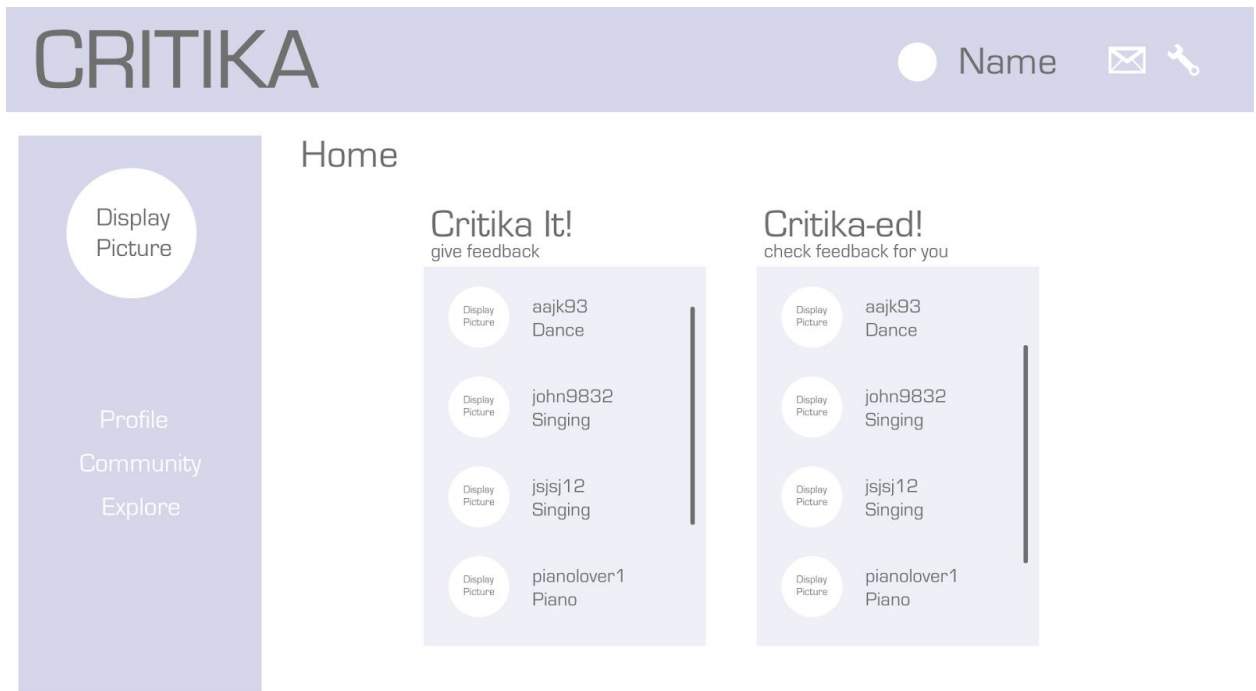 CRITIKA
Name
Display
Picture
Profile
Community
Explore
Home
Critika It!
give feedback
Display
Picture
aajk93
Dance
Display
Picture
john9832
Singing
Display
Picture
jsjsj12
Singing
Display
Picture
pianolover1
Piano
Critika-ed!
check feedback for you
Display
Picture
aajk93
Dance
Display
Picture
john9832
Singing
Display
Picture
jsjsj12
Singing
Display
Picture
pianolover1
Piano